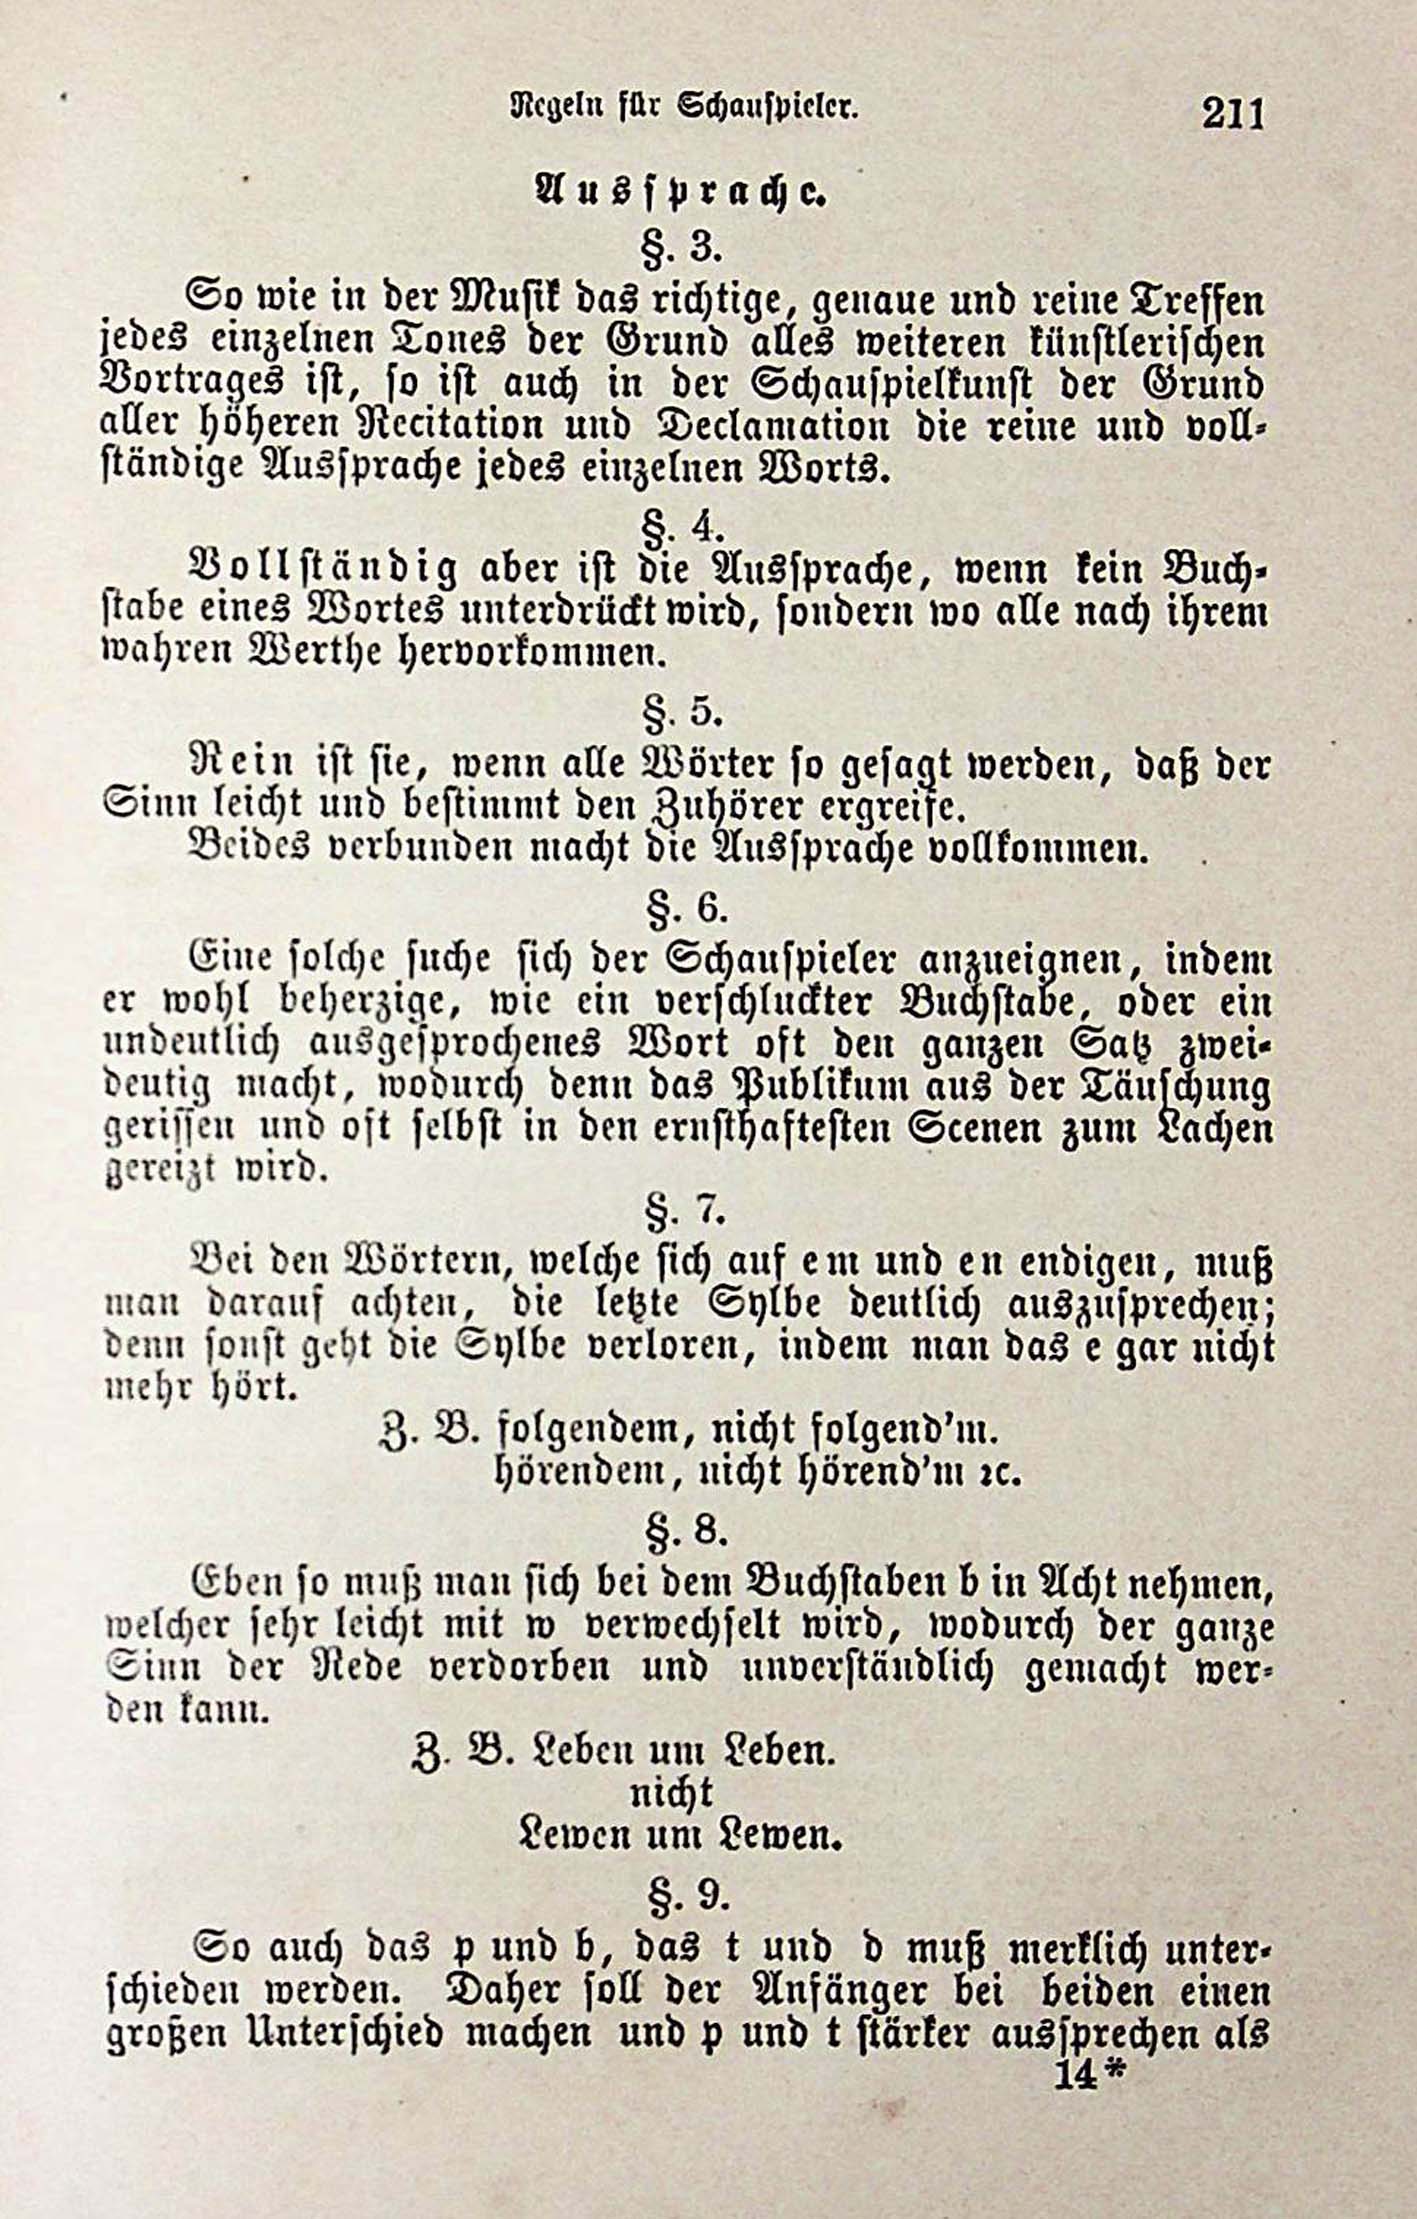 Regeln für Schauspieler.
211
Aussprache.
§. 3.
So wie in der Musik das richtige, genaue und reine Treffen
jedes einzelnen Tones der Grund alles weiteren künstlerischen
Vortrages ist, so ist auch in der Schauspielkunst der Grund
aller höheren Recitation und Declamation die reine und voll-
ständige Aussprache jedes einzelnen Worts.
§. 4.
Vollständig aber ist die Aussprache, wenn kein Buch-
stabe eines Wortes unterdrückt wird, sondern wo alle nach ihrem
wahren Werthe hervorkommen.
§. 5.
Rein ist sie, wenn alle Wörter so gesagt werden, daß der
Sinn leicht und bestimmt den Zuhörer ergreife.
Beides verbunden macht die Aussprache vollkommen.
§. 6.
Eine solche suche sich der Schauspieler anzueignen, indem
er wohl beherzige, wie ein verschluckter Buchstabe, oder ein
undeutlich ausgesprochenes Wort oft den ganzen Satz zwei-
deutig macht, wodurch denn das Publikum aus der Täuschung
gerissen und oft selbst in den ernsthaftesten Scenen zum Lachen
gereizt wird.
§. 7.
Bei den Wörtern, welche sich auf em und en endigen, muß
man darauf achten, die letzte Sylbe deutlich auszusprechen;
denn sonst geht die Sylbe verloren, indem man das e gar nicht
mehr hört.
Z. B. folgendem, nicht folgend'm.
hörendem, nicht hörend'm ꝛc.
§. 8.
Eben so muß man sich bei dem Buchstaben b in Acht nehmen,
welcher sehr leicht mit w verwechselt wird, wodurch der ganze
Sinn der Rede verdorben und unverständlich gemacht wer-
den kann.
Z. B. Leben um Leben.
nicht
Lewen um Lewen.
§. 9.
So auch das p und b, das t und d muß merklich unter-
schieden werden. Daher soll der Anfänger bei beiden einen
großen Unterschied machen und p und t stärker aussprechen als
14*